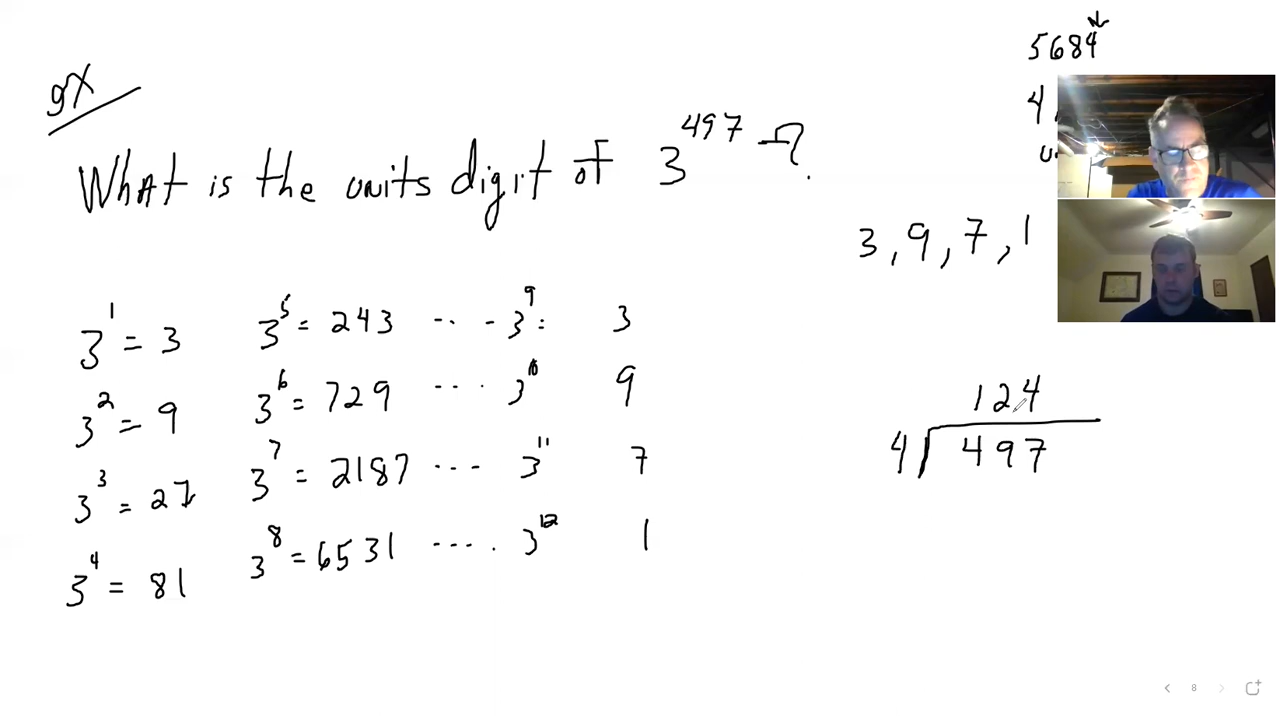 ex
5684
What is the units digit of 3^497 ?
3, 9, 7, 1
3^1 = 3
3^2 = 9
3^3 = 27
3^4 = 81
3^5 = 243 ... 3^9 = 3
3^6 = 729 ... 3^10 9
3^7 = 2187 ... 3^11 7
3^8 = 6531 .... 3^12 1
124
4 497
8